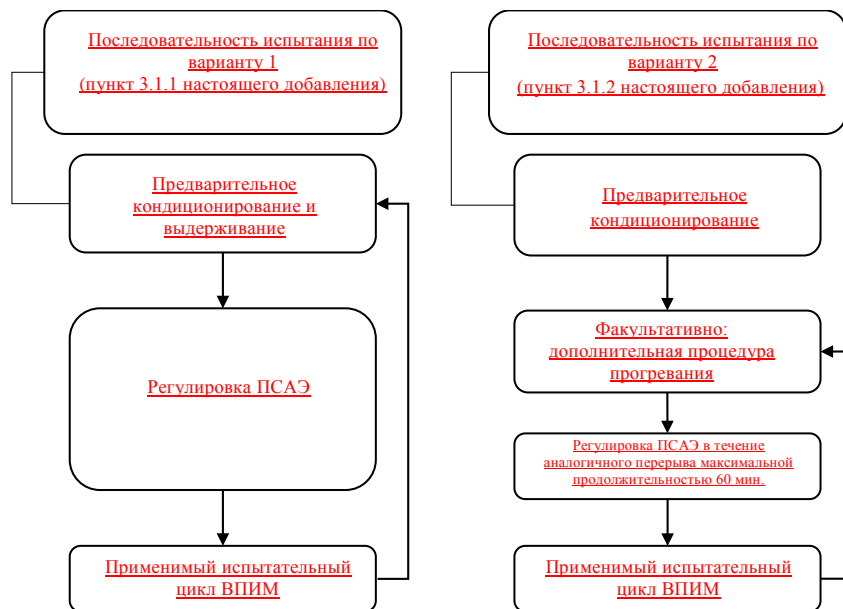 Последовательность испытания по
варианту 1
(пункт 3.1.1 настоящего добавления)
Предварительное
кондиционирование и
выдерживание
Регулировка ПСАЭ
Применимый испытательный
цикл ВПИМ
Последовательность испытания по
варианту 2
(пункт 3.1.2 настоящего добавления)
Предварительное
кондиционирование
Факультативно:
дополнительная процедура
прогревания
Регулировка ПСАЭ в течение
аналогичного перерыва максимальной
продолжительностью 60 мин.
Применимый испытательный
цикл ВПИМ